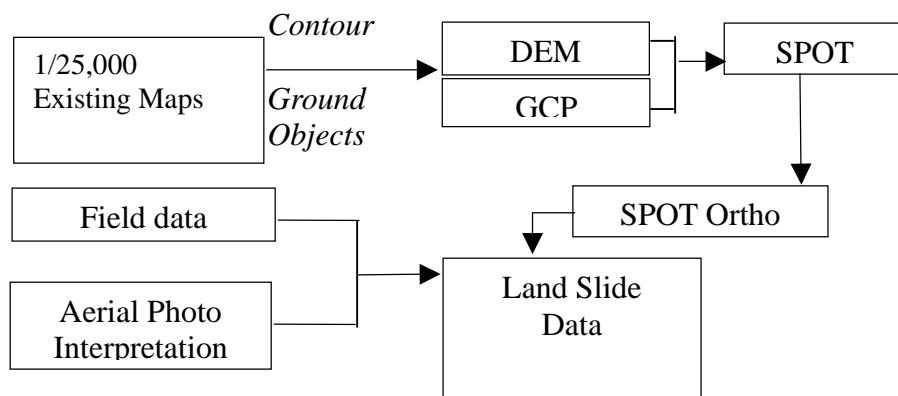 Contour
1/25,000
Existing Maps
Ground
Objects
DEM
GCP
SPOT
Field data
SPOT Ortho
Aerial Photo
Interpretation
Land Slide
Data